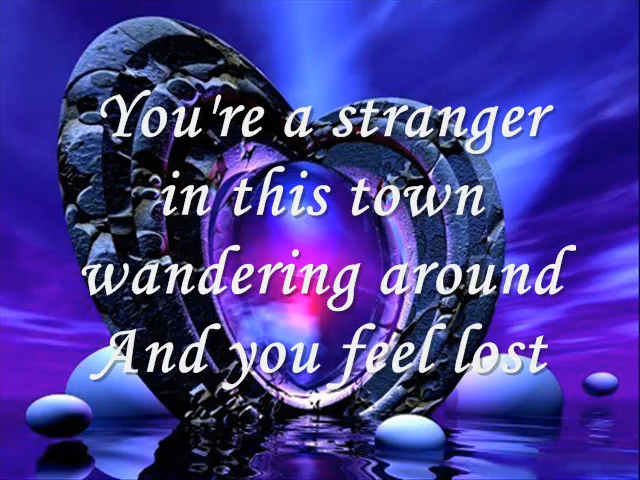 You're a stranger
in this town
wandering around
And you feel lost